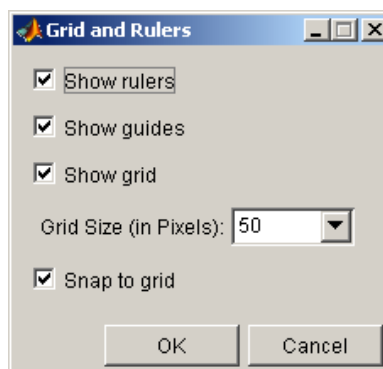 Grid and Rulers
Show rulers
Show guides
Show grid
Grid Size (in Pixels): 50
Snap to grid
OK Cancel